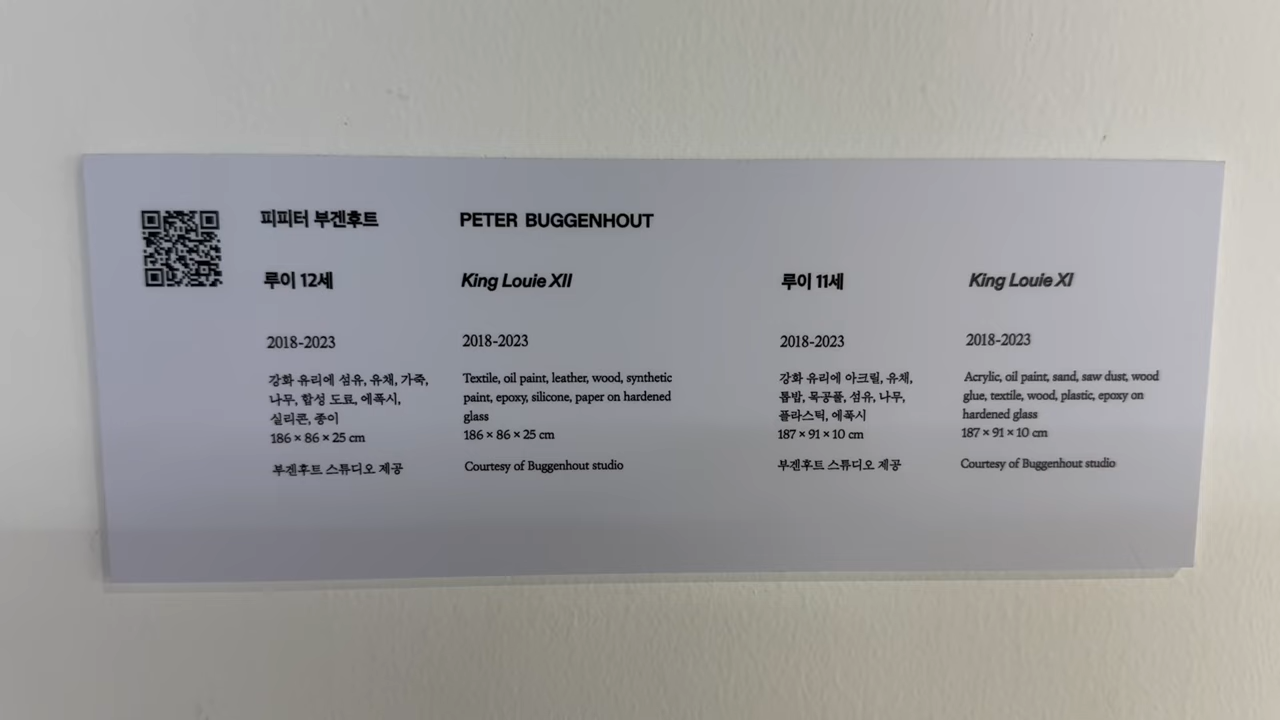 피피터 부겐후트
PETER BUGGENHOUT
루이 12세
2018-2023
강화 유리에 섬유, 유채, 가죽,
나무, 합성 도료, 에폭시,
실리콘, 종이
186 × 86 × 25 cm
부겐후트 스튜디오 제공
King Louie XII
2018-2023
Textile, oil paint, leather, wood, synthetic
paint, epoxy, silicone, paper on hardened
glass
186 × 86 × 25 cm
Courtesy of Buggenhout studio
루이 11세
2018-2023
강화 유리에 아크릴, 유채,
톱밥, 목공풀, 섬유, 나무,
플라스틱, 에폭시
187 × 91 × 10 cm
부겐후트 스튜디오 제공
King Louie XI
2018-2023
Acrylic, oil paint, sand, saw dust, wood
glue, textile, wood, plastic, epoxy on
hardened glass
187 × 91 × 10 cm
Courtesy of Buggenhout studio